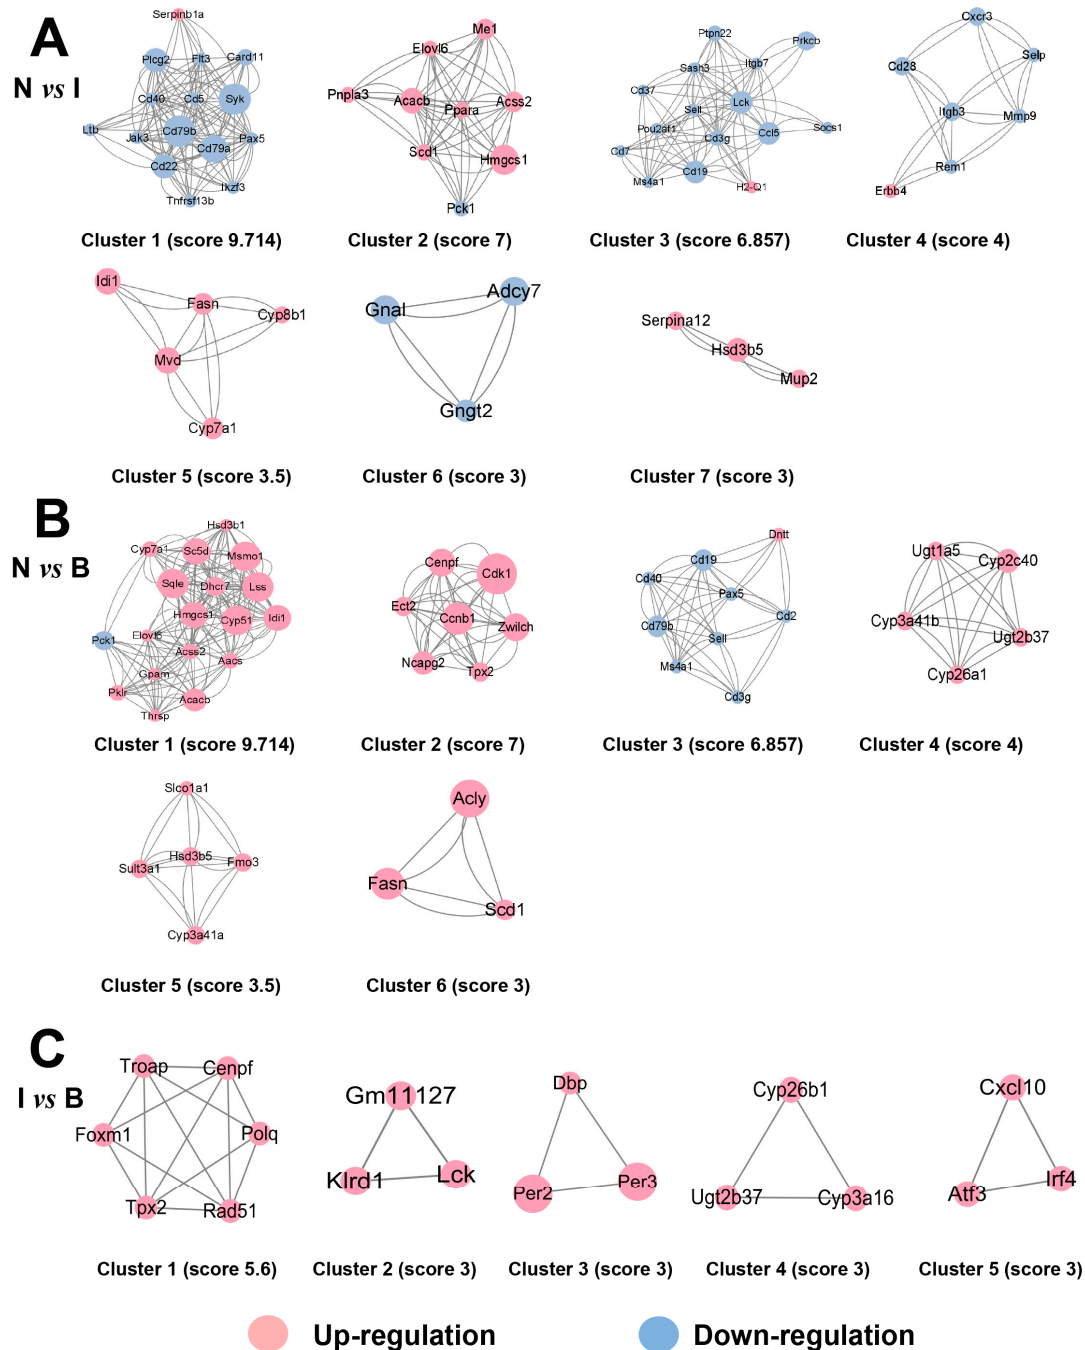 A
N vs I
Serpinb1a
Plcg2
Flt3
Card11
Cd40
Cd5
Syk
Ltb
Jak3
Cd79b
Cd79a
Pax5
Cd22
Ikzf3
Tnfrsf13b
Cluster 1 (score 9.714)
Me1
Elovl6
Pnpla3
Acacb
Ppara
Acss2
Scd1
Hmgcs1
Pck1
Cluster 2 (score 7)
Ptpn22
Prkcb
Sash3
Itgb7
Cd37
Sell
Lck
Pou2af1
Cd3g
Ccl5
Socs1
Cd7
Ms4a1
Cd19
H2-Q1
Cluster 3 (score 6.857)
Cxcr3
Cd28
Selp
Itgb3
Mmp9
Rem1
Erbb4
Cluster 4 (score 4)
Idi1
Fasn
Cyp8b1
Mvd
Cyp7a1
Cluster 5 (score 3.5)
Gnal
Adcy7
Gngt2
Cluster 6 (score 3)
Serpina12
Hsd3b5
Mup2
Cluster 7 (score 3)
B
N vs B
Hsd3b1
Cyp7a1
Sc5d
Msmo1
Sqle
Dhcr7
Lss
Hmgcs1
Cyp51
Idi1
Pck1
Elovl6
Acss2
Aacs
Gpam
Pklr
Acacb
Thrsp
Cluster 1 (score 9.714)
Cenpf
Cdk1
Ect2
Ccnb1
Zwilch
Ncapg2
Tpx2
Cluster 2 (score 7)
Dntt
Cd19
Cd40
Pax5
Cd79b
Cd2
Sell
Ms4a1
Cd3g
Cluster 3 (score 6.857)
Ugt1a5
Cyp2c40
Cyp3a41b
Ugt2b37
Cyp26a1
Cluster 4 (score 4)
Slco1a1
Hsd3b5
Sult3a1
Fmo3
Cyp3a41a
Cluster 5 (score 3.5)
Acly
Fasn
Scd1
Cluster 6 (score 3)
C
I vs B
Troap
Cenpf
Foxm1
Polq
Tpx2
Rad51
Cluster 1 (score 5.6)
Gm11127
Klrd1
Lck
Cluster 2 (score 3)
Dbp
Per2
Per3
Cluster 3 (score 3)
Cyp26b1
Ugt2b37
Cyp3a16
Cluster 4 (score 3)
Cxcl10
Atf3
Irf4
Cluster 5 (score 3)
Up-regulation
Down-regulation